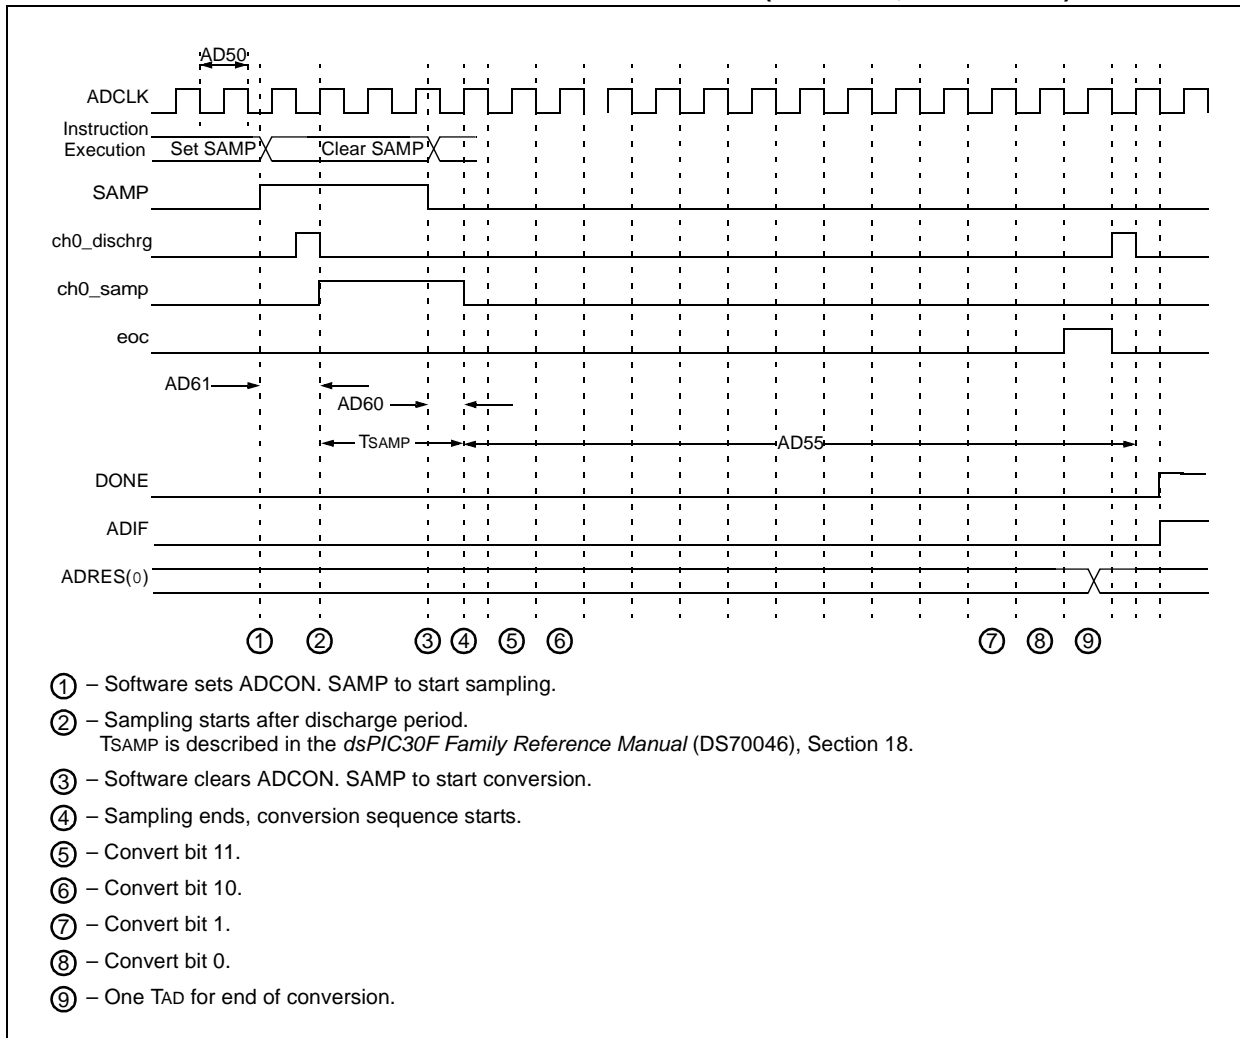 AD50
ADCLK
Instruction
Execution
Set SAMP
Clear SAMP
SAMP
ch0_dischrg
ch0_samp
eoc
AD61
AD60
TSAMP
AD55
DONE
ADIF
ADRES(0)
1 2 3 4 5 6 7 8 9
1 – Software sets ADCON. SAMP to start sampling.
2 – Sampling starts after discharge period.
TSAMP is described in the dsPIC30F Family Reference Manual (DS70046), Section 18.
3 – Software clears ADCON. SAMP to start conversion.
4 – Sampling ends, conversion sequence starts.
5 – Convert bit 11.
6 – Convert bit 10.
7 – Convert bit 1.
8 – Convert bit 0.
9 – One TAD for end of conversion.